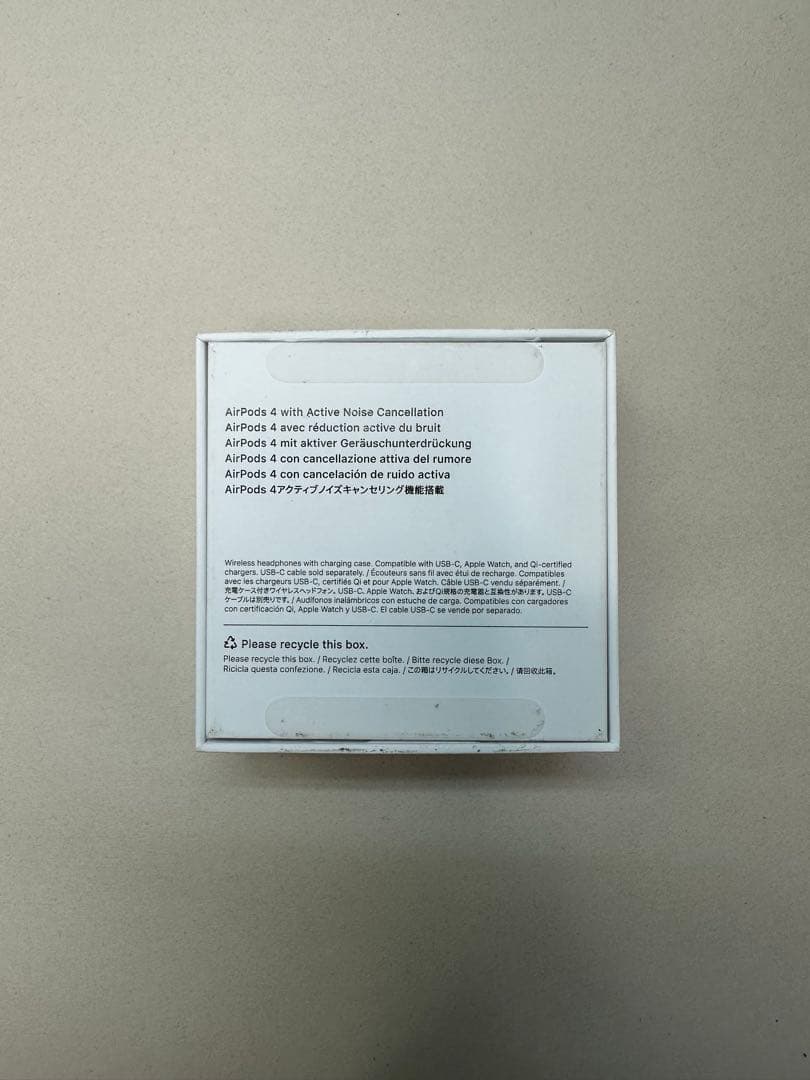 AirPods 4 with Active Noise Cancellation
AirPods 4 avec réduction active du bruit
AirPods 4 mit aktiver Geräuschunterdrückung
AirPods 4 con cancellazione attiva del rumore
AirPods 4 con cancelación de ruido activa
AirPods 4アクティブノイズキャンセリング機能搭載
Wireless headphones with charging case. Compatible with USB-C, Apple Watch, and Qi-certified
chargers. USB-C cable sold separately. / Écouteurs sans fil avec étui de recharge. Compatibles
avec les chargeurs USB-C, certifiés Qi et pour Apple Watch. Câble USB-C vendu séparément. /
充電ケース付きワイヤレスヘッドフォン。USB-C、Apple Watch、およびQi規格の充電器と互換性があります。USB-C
ケーブルは別売りです。/ Audífonos inalámbricos con estuche de carga. Compatibles con cargadores
con certificación Qi, Apple Watch y USB-C. El cable USB-C se vende por separado.
Please recycle this box.
Please recycle this box. / Recyclez cette boîte. / Bitte recycle diese Box. /
Ricicla questa confezione. / Recicla esta caja. / この箱はリサイクルしてください。/ 请回收此箱。